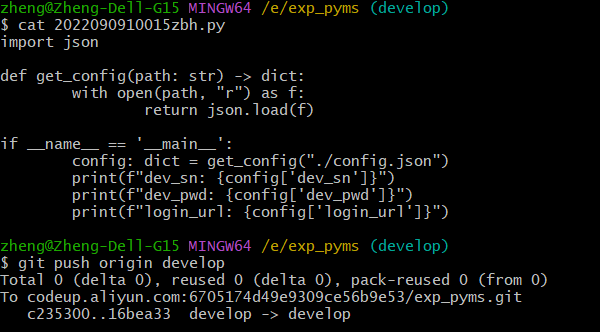 zheng@Zheng-Dell-G15 MINGW64 /e/exp_pyms (develop)
$ cat 2022090910015zbh.py
import json

def get_config(path: str) -> dict:
        with open(path, "r") as f:
                return json.load(f)

if __name__ == '__main__':
        config: dict = get_config("./config.json")
        print(f"dev_sn: {config['dev_sn']}")
        print(f"dev_pwd: {config['dev_pwd']}")
        print(f"login_url: {config['login_url']}")

zheng@Zheng-Dell-G15 MINGW64 /e/exp_pyms (develop)
$ git push origin develop
Total 0 (delta 0), reused 0 (delta 0), pack-reused 0 (from 0)
To codeup.aliyun.com:6705174d49e9309ce56b9e53/exp_pyms.git
   c235300..16bea33  develop -> develop